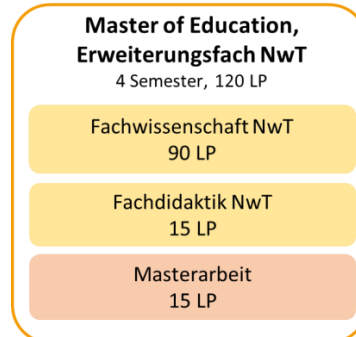 Master of Education,
Erweiterungsfach NwT
4 Semester, 120 LP
Fachwissenschaft NwT
90 LP
Fachdidaktik NwT
15 LP
Masterarbeit
15 LP